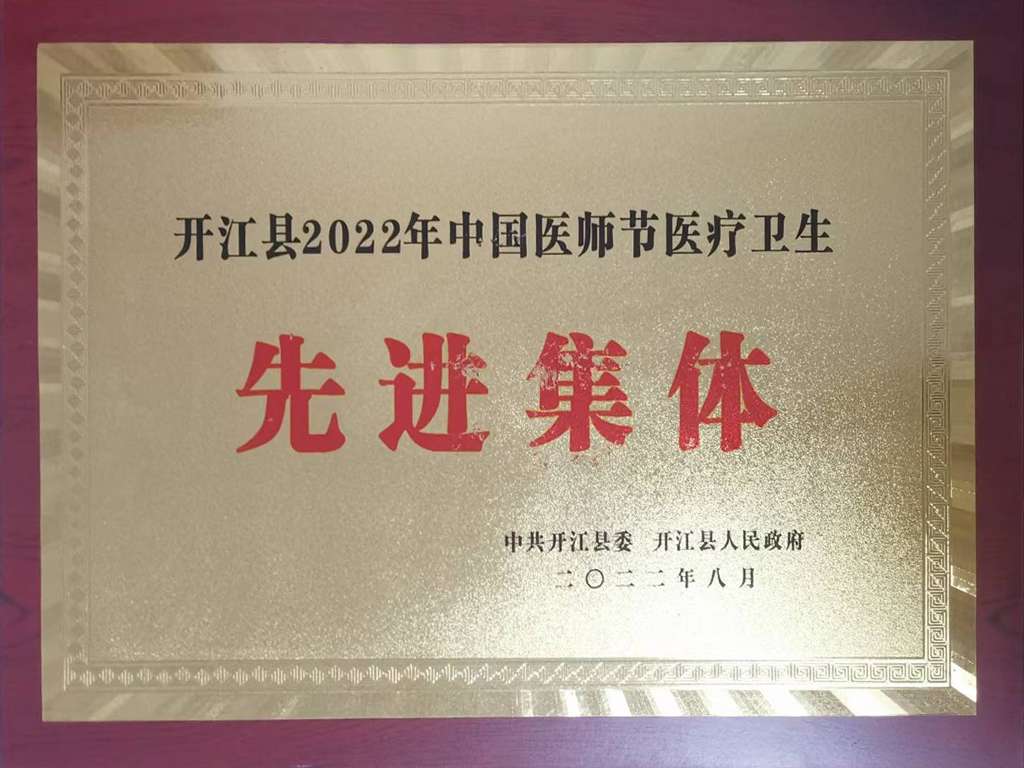 开江县2022年中国医师节医疗卫生
先进集体
中共开江县委 开江县人民政府
二〇二二年八月